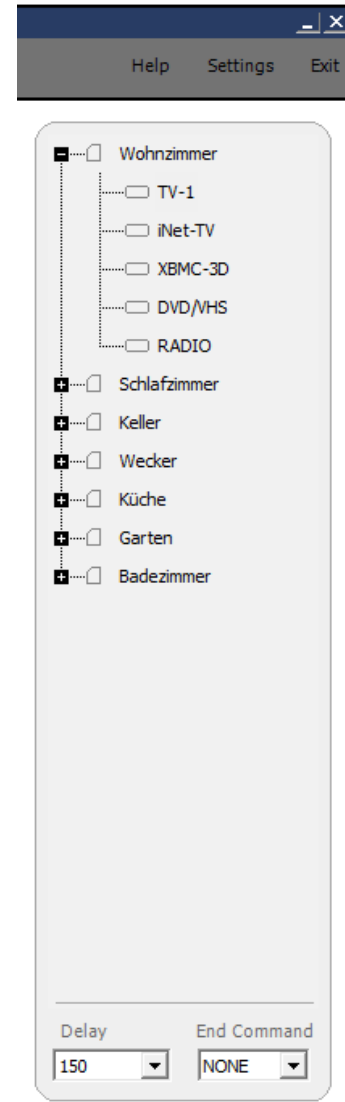 Help Settings Exit
Wohnzimmer
TV-1
iNet-TV
XBMC-3D
DVD/VHS
RADIO
Schlafzimmer
Keller
Wecker
Küche
Garten
Badezimmer
Delay End Command
150 NONE